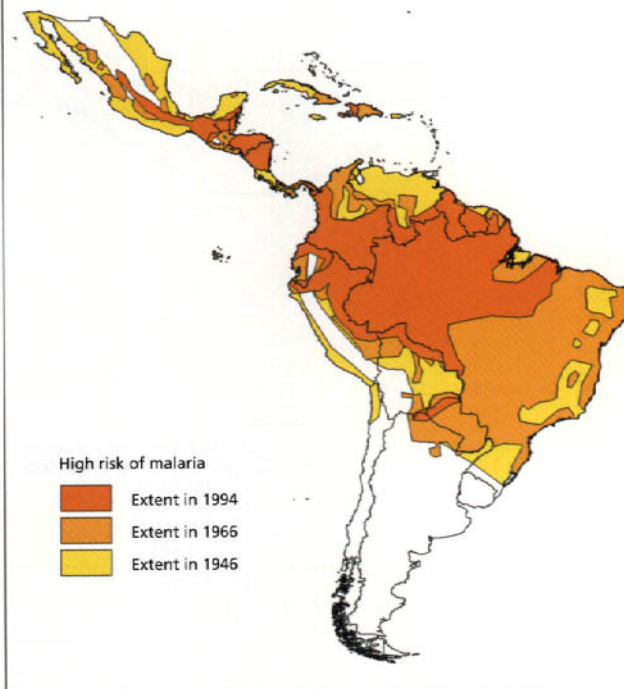 High risk of malaria
Extent in 1994
Extent in 1966
Extent in 1946